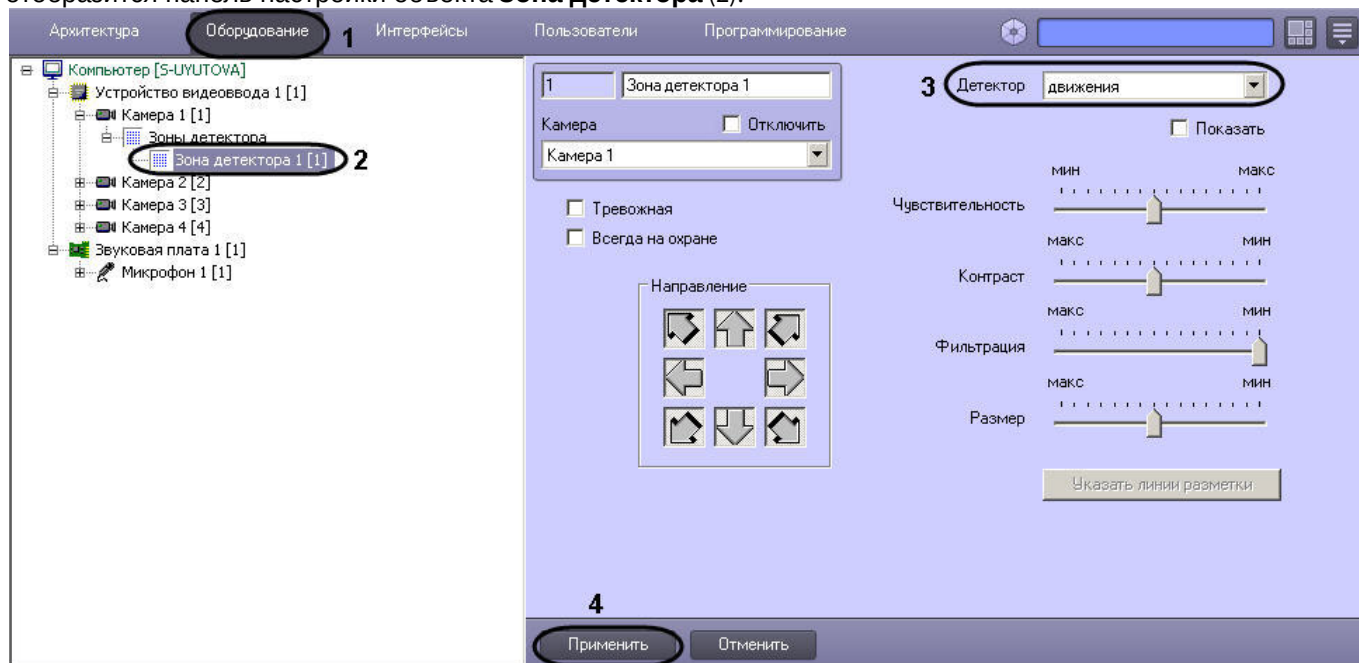 отобразится панель настройки объекта Зона детектора (2).
Архитектура Оборудование 1 Интерфейсы Пользователи Программирование
Компьютер [S-UYUTOVA]
Устройство видеоввода 1 [1]
Камера 1 [1]
Зоны детектора
Зона детектора 1 [1] 2
Камера 2 [2]
Камера 3 [3]
Камера 4 [4]
Звуковая плата 1 [1]
Микрофон 1 [1]
1 Зона детектора 1
Камера Отключить
Камера 1
Тревожная
Всегда на охране
Направление
3 Детектор движения
Показать
мин макс
Чувствительность
макс мин
Контраст
макс мин
Фильтрация
макс мин
Размер
Указать линии разметки
4
Применить Отменить